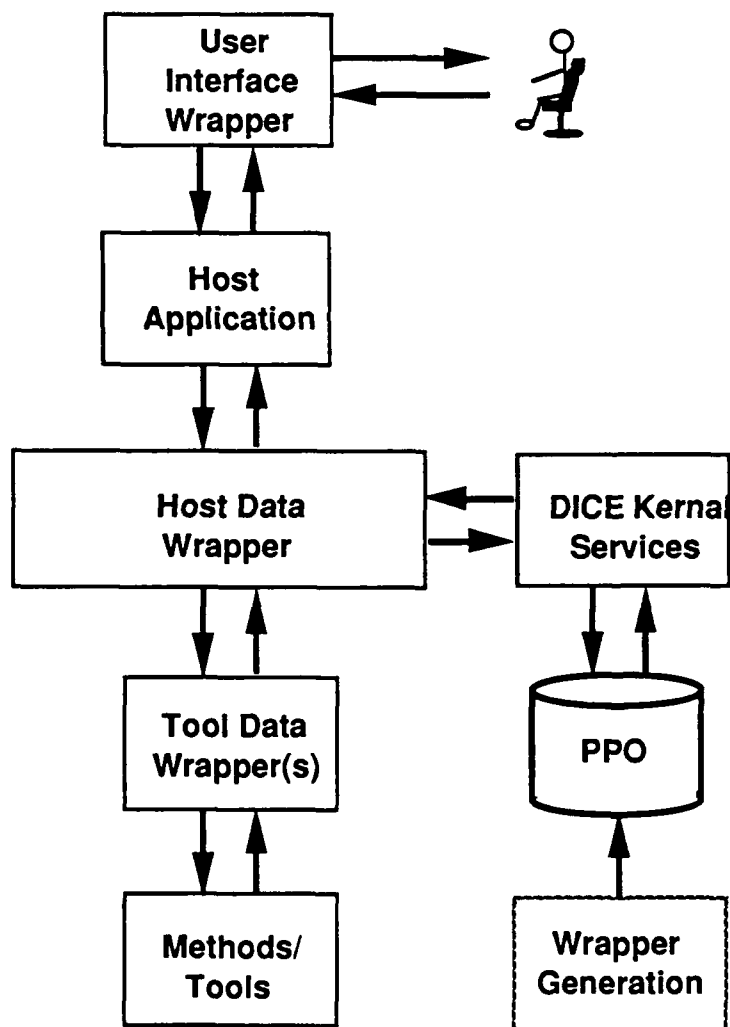 User
Interface
Wrapper
Host
Application
Host Data
Wrapper
DICE Kernal
Services
Tool Data
Wrapper(s)
PPO
Methods/
Tools
Wrapper
Generation